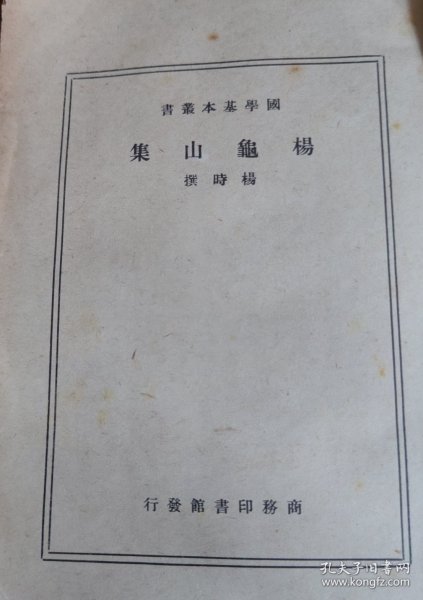 國學基本叢書
楊龜山集
楊時撰
商務印書館發行
孔夫子旧书网
www.kongfz.com